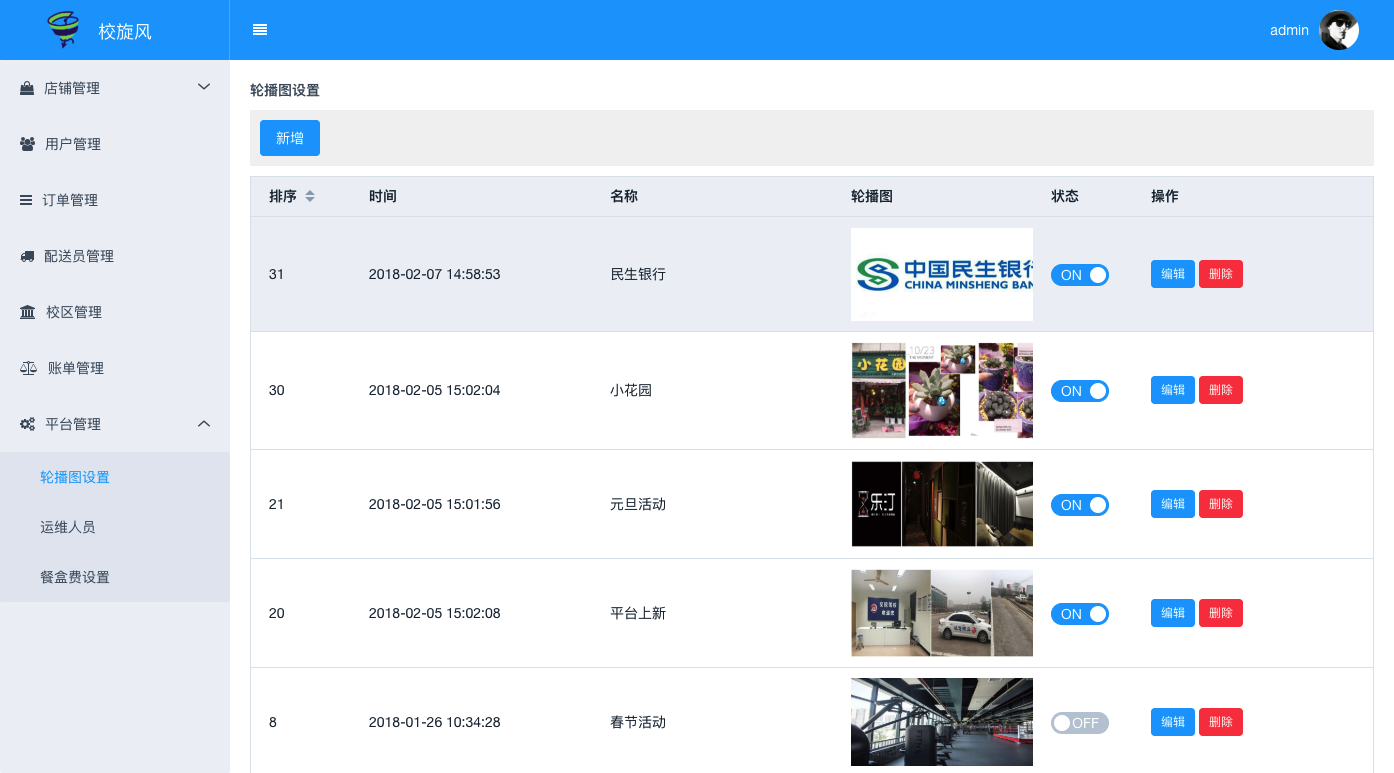 校旋风
admin
店铺管理
用户管理
订单管理
配送员管理
校区管理
账单管理
平台管理
轮播图设置
运维人员
餐盒费设置
轮播图设置
新增
排序 时间 名称 轮播图 状态 操作
31 2018-02-07 14:58:53 民生银行 ON 编辑 删除
中国民生银行
CHINA MINSHENG BAN
30 2018-02-05 15:02:04 小花园 ON 编辑 删除
小花园
10/23
21 2018-02-05 15:01:56 元旦活动 ON 编辑 删除
乐汀
20 2018-02-05 15:02:08 平台上新 ON 编辑 删除
8 2018-01-26 10:34:28 春节活动 OFF 编辑 删除